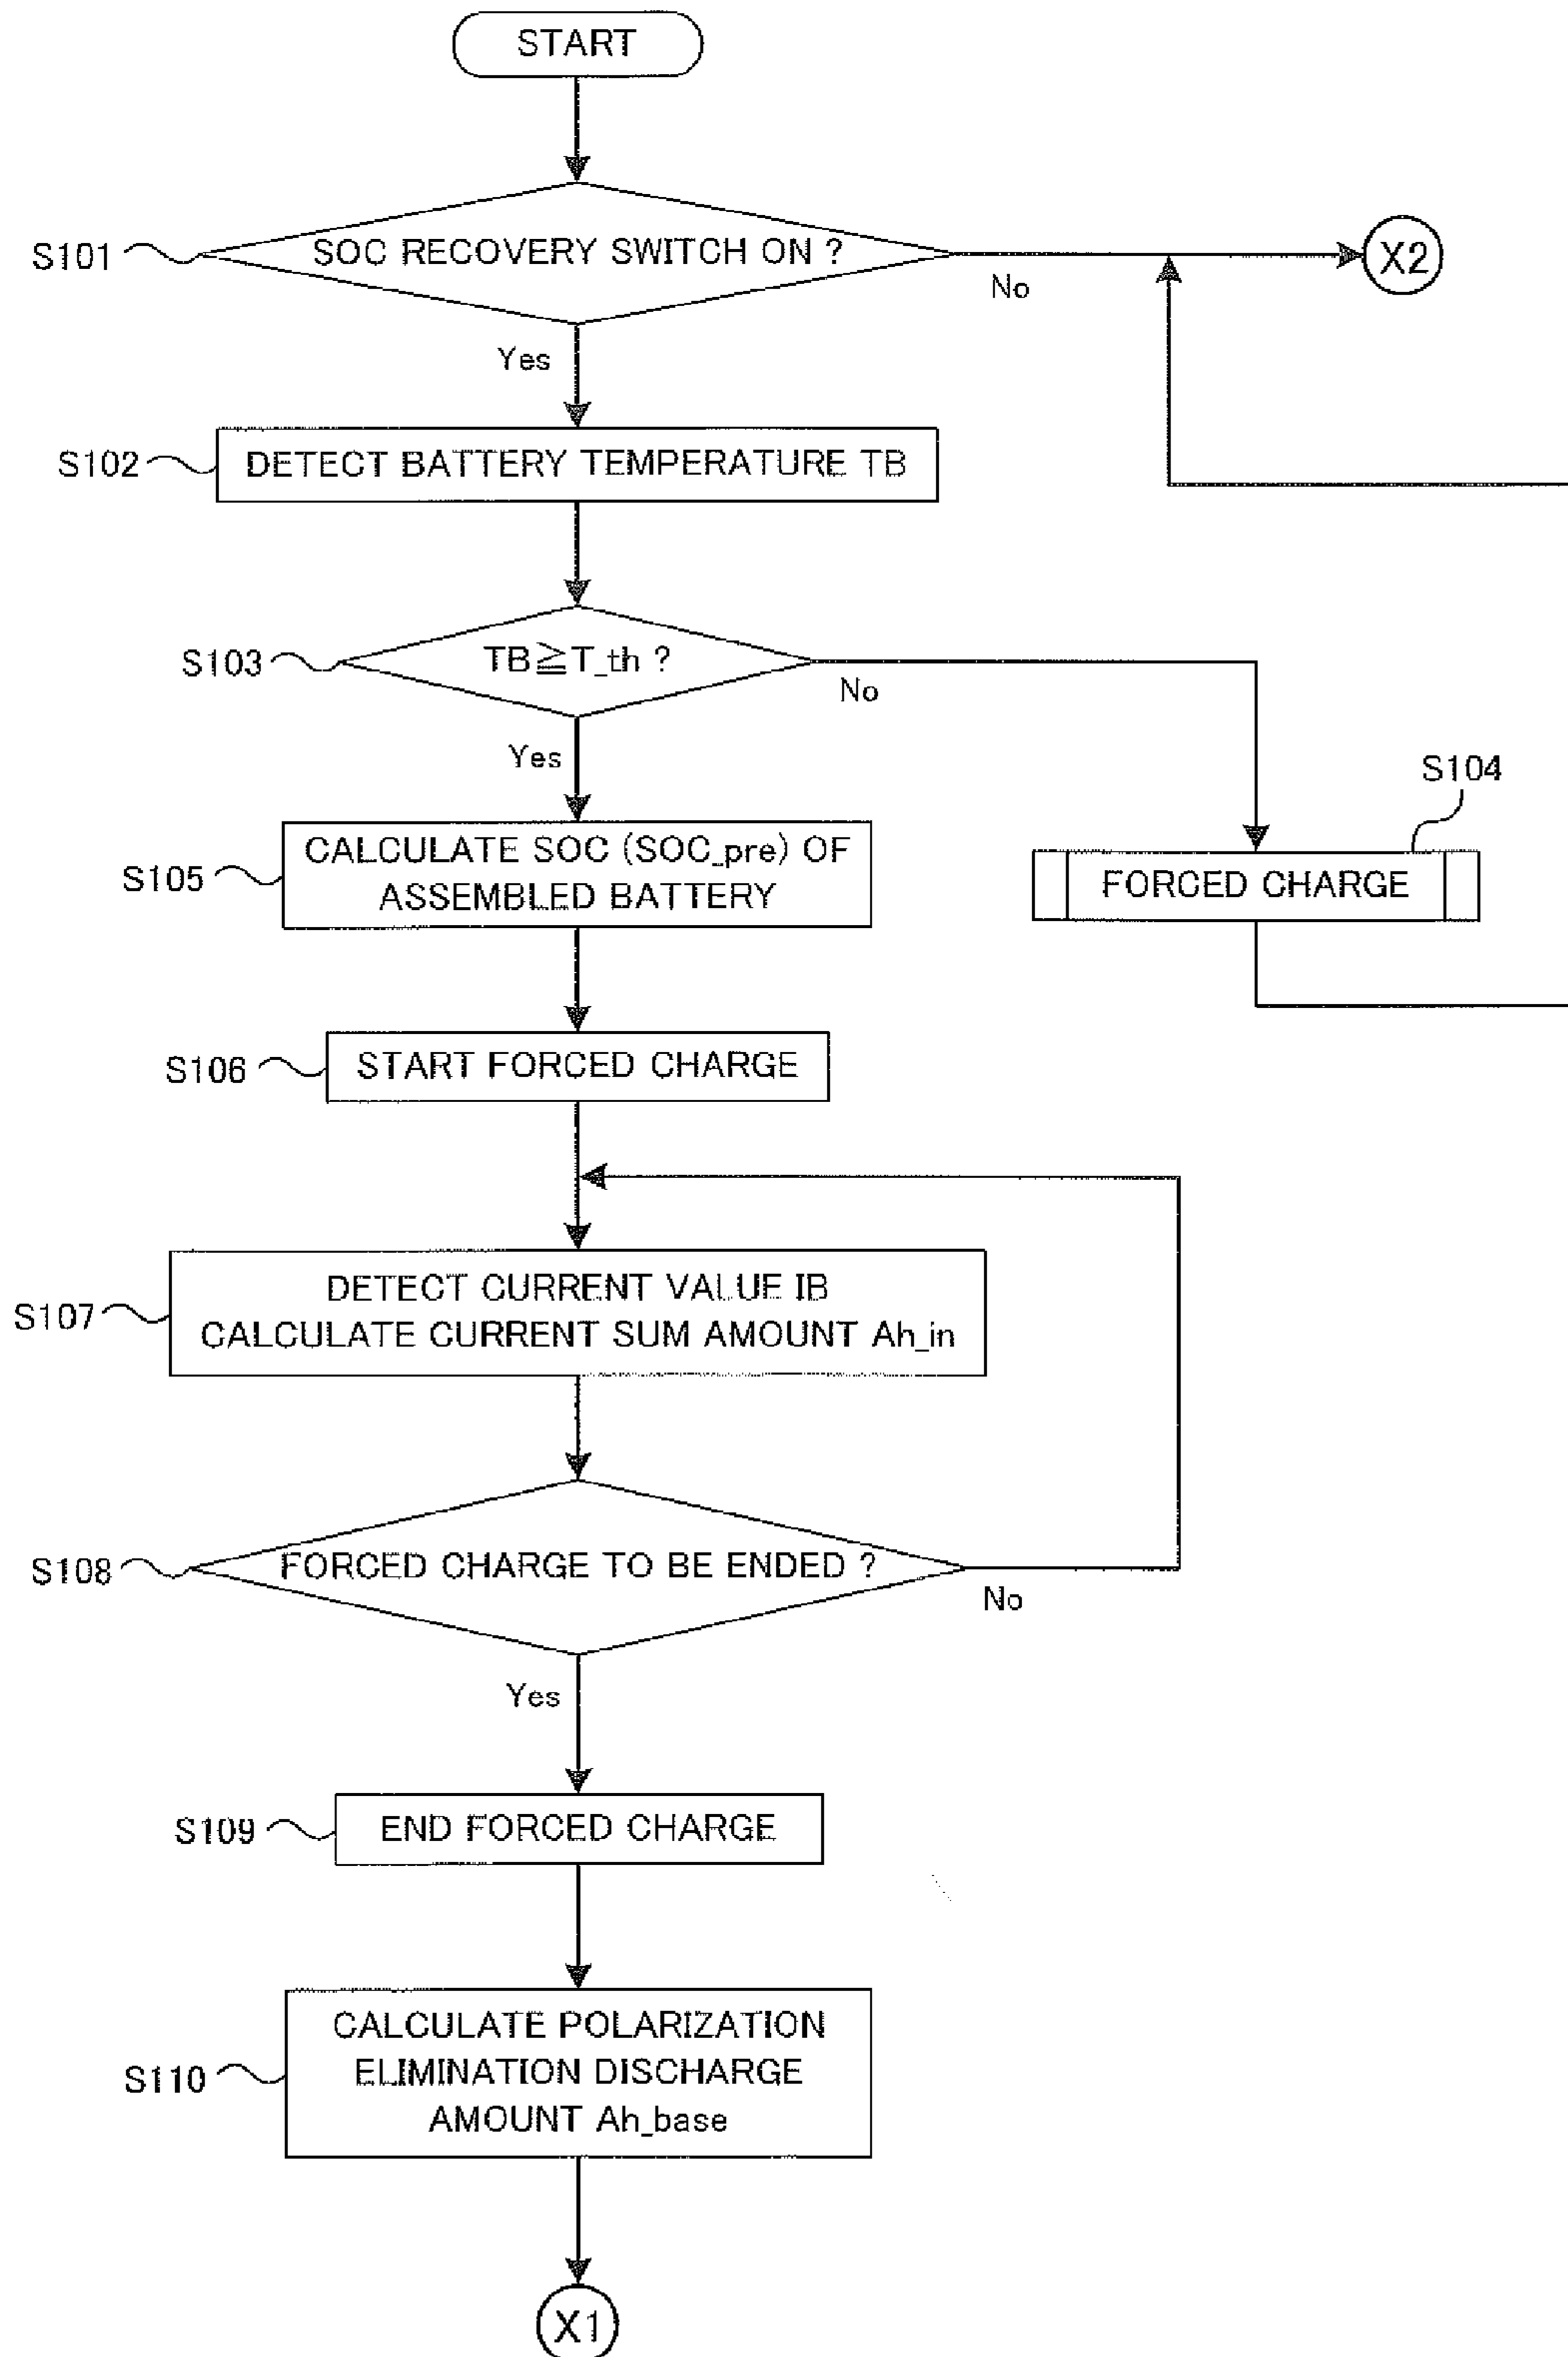 START
S101
SOC RECOVERY SWITCH ON ?
No
X2
Yes
S102
DETECT BATTERY TEMPERATURE TB
S103
TB≧T_th ?
No
Yes
S104
FORCED CHARGE
S105
CALCULATE SOC (SOC_pre) OF
ASSEMBLED BATTERY
S106
START FORCED CHARGE
S107
DETECT CURRENT VALUE IB
CALCULATE CURRENT SUM AMOUNT Ah_in
S108
FORCED CHARGE TO BE ENDED ?
No
Yes
S109
END FORCED CHARGE
S110
CALCULATE POLARIZATION
ELIMINATION DISCHARGE
AMOUNT Ah_base
X1